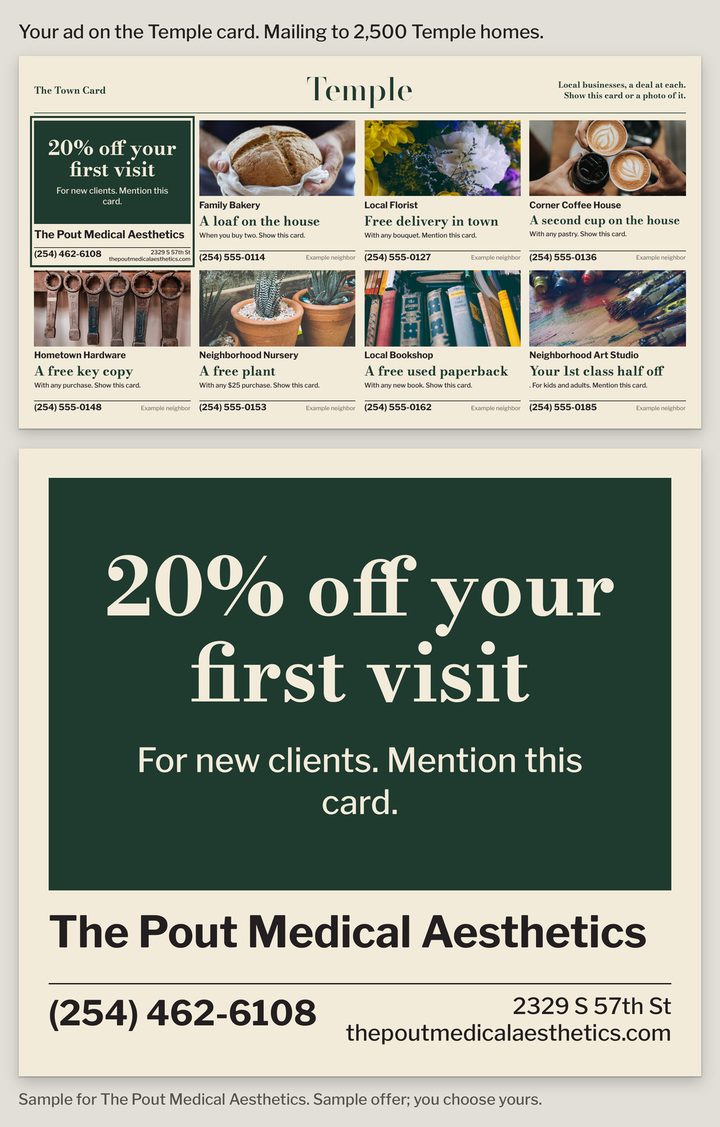 Your ad on the Temple card. Mailing to 2,500 Temple homes.
The Town Card
Temple
Local businesses, a deal at each.
Show this card or a photo of it.
20% off your
first visit
For new clients. Mention this
card.
The Pout Medical Aesthetics
(254) 462-6108
2329 S 57th St
thepoutmedicalaesthetics.com
Family Bakery
A loaf on the house
When you buy two. Show this card.
(254) 555-0114
Example neighbor
Local Florist
Free delivery in town
With any bouquet. Mention this card.
(254) 555-0127
Example neighbor
Corner Coffee House
A second cup on the house
With any pastry. Show this card.
(254) 555-0136
Example neighbor
Hometown Hardware
A free key copy
With any purchase. Show this card.
(254) 555-0148
Example neighbor
Neighborhood Nursery
A free plant
With any $25 purchase. Show this card.
(254) 555-0153
Example neighbor
Local Bookshop
A free used paperback
With any new book. Show this card.
(254) 555-0162
Example neighbor
Neighborhood Art Studio
Your 1st class half off
. For kids and adults. Mention this card.
(254) 555-0185
Example neighbor
20% off your
first visit
For new clients. Mention this
card.
The Pout Medical Aesthetics
(254) 462-6108
2329 S 57th St
thepoutmedicalaesthetics.com
Sample for The Pout Medical Aesthetics. Sample offer; you choose yours.